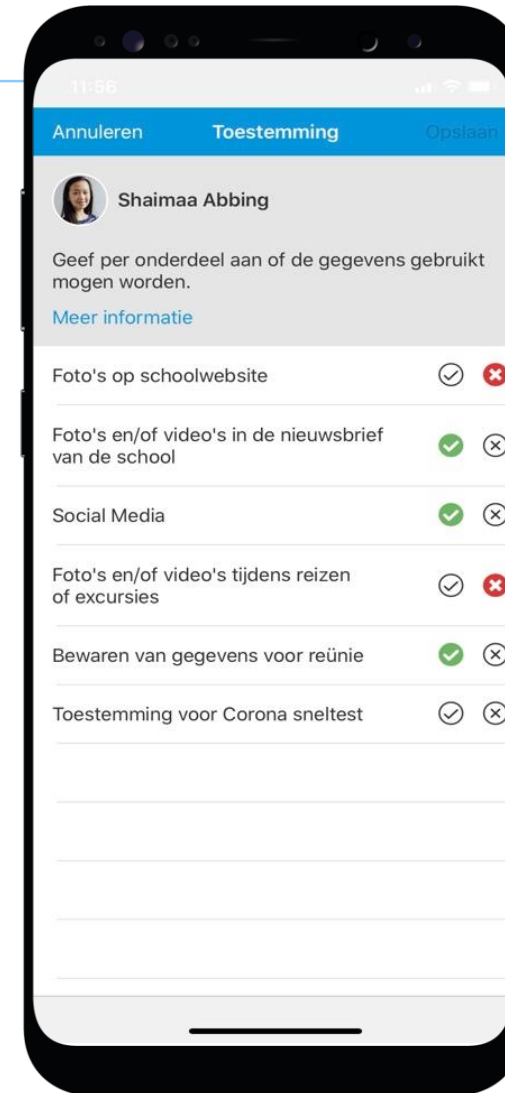 11:56
Annuleren Toestemming Opslaan
Shaimaa Abbing
Geef per onderdeel aan of de gegevens gebruikt
mogen worden.
Meer informatie
Foto's op schoolwebsite
Foto's en/of video's in de nieuwsbrief
van de school
Social Media
Foto's en/of video's tijdens reizen
of excursies
Bewaren van gegevens voor reünie
Toestemming voor Corona sneltest